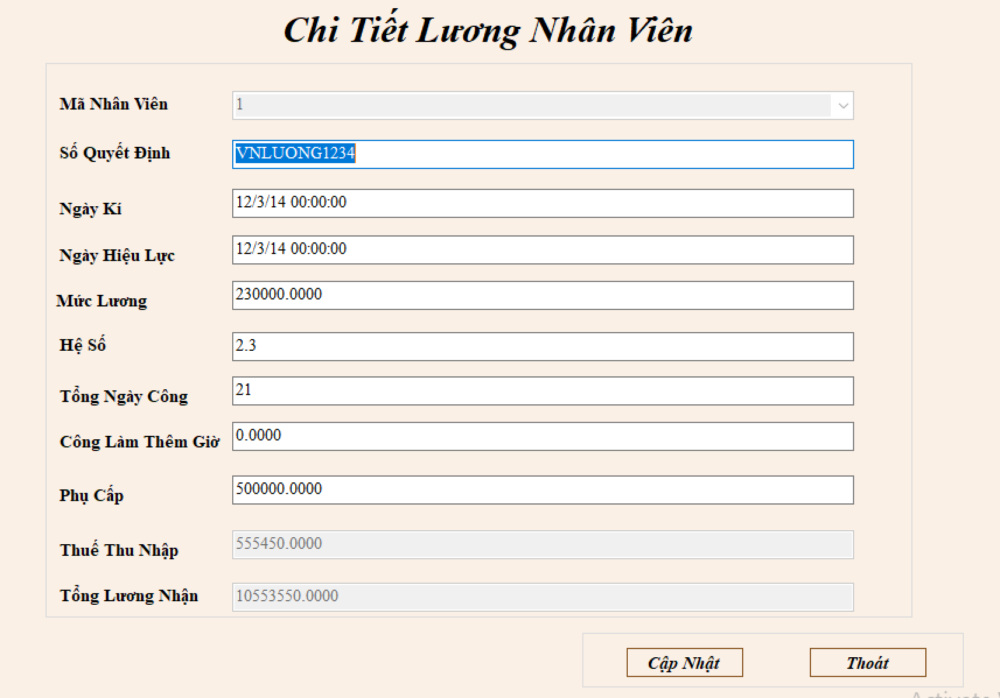 Chi Tiết Lương Nhân Viên
Mã Nhân Viên 1
Số Quyết Định VNLUONG1234
Ngày Kí 12/3/14 00:00:00
Ngày Hiệu Lực 12/3/14 00:00:00
Mức Lương 230000.0000
Hệ Số 2.3
Tổng Ngày Công 21
Công Làm Thêm Giờ 0.0000
Phụ Cấp 500000.0000
Thuế Thu Nhập 555450.0000
Tổng Lương Nhận 10553550.0000
Cập Nhật Thoát